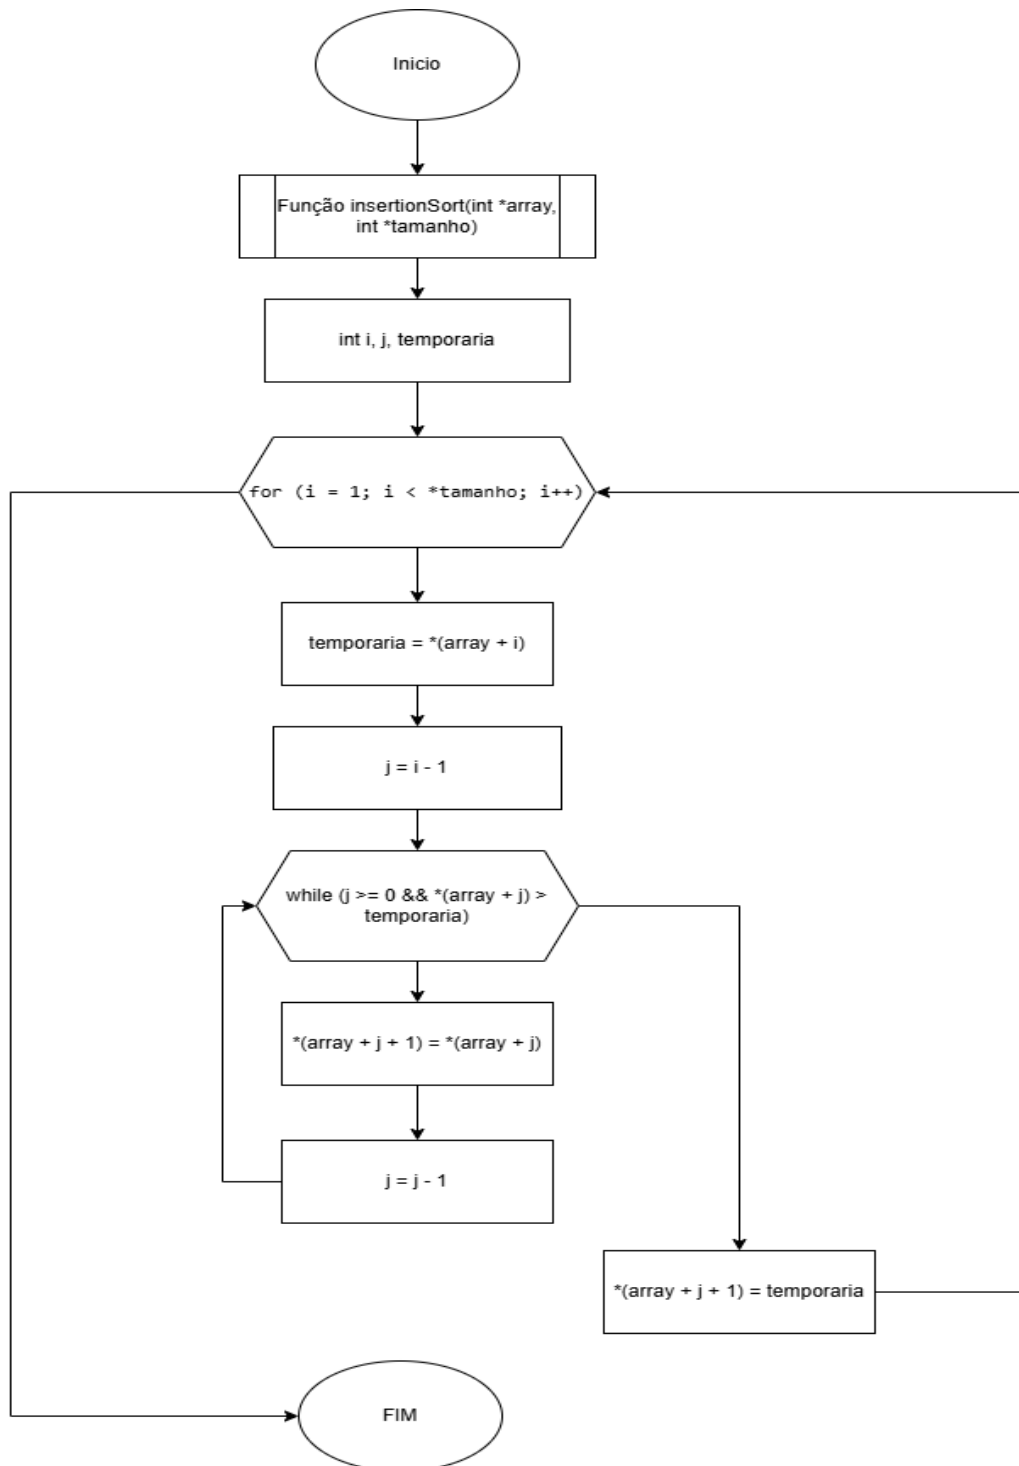 Inicio
Função insertionSort(int *array,
int *tamanho)
int i, j, temporaria
for (i = 1; i < *tamanho; i++)
temporaria = *(array + i)
j = i - 1
while (j >= 0 && *(array + j) >
temporaria)
*(array + j + 1) = *(array + j)
j = j - 1
*(array + j + 1) = temporaria
FIM